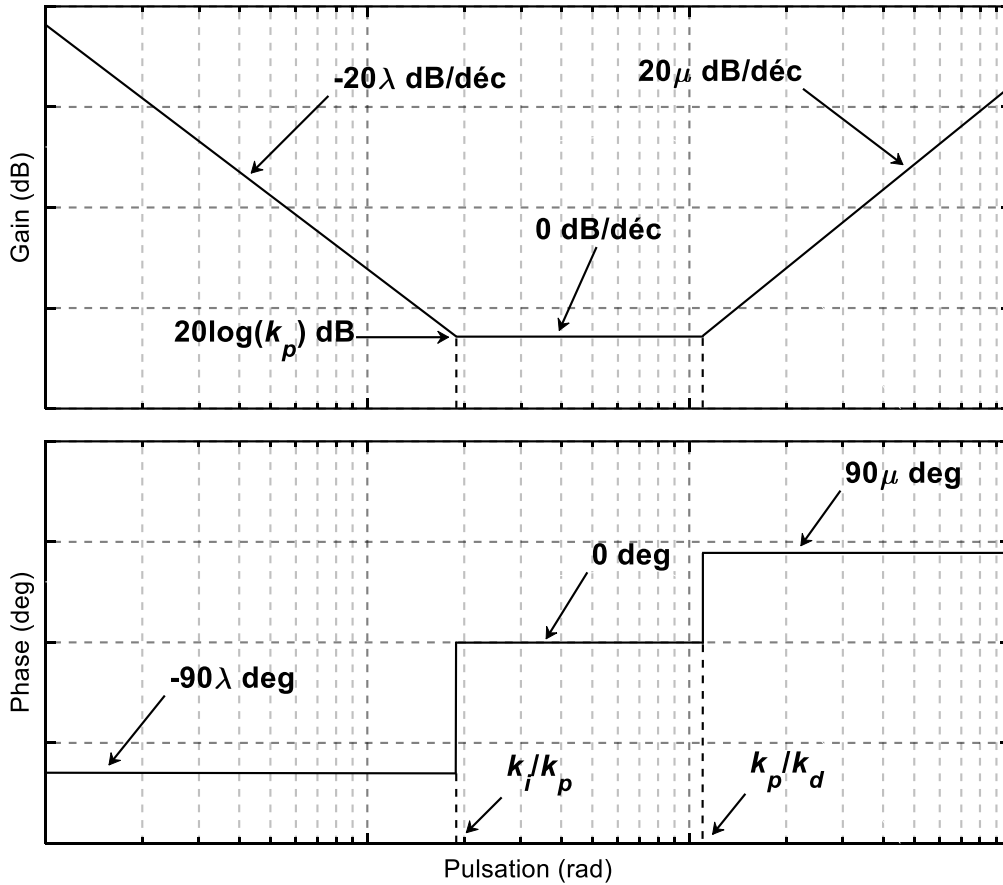 -20λ dB/déc
20μ dB/déc
0 dB/déc
20log(kp) dB
Gain (dB)
90μ deg
0 deg
-90λ deg
ki/kp
kp/kd
Phase (deg)
Pulsation (rad)